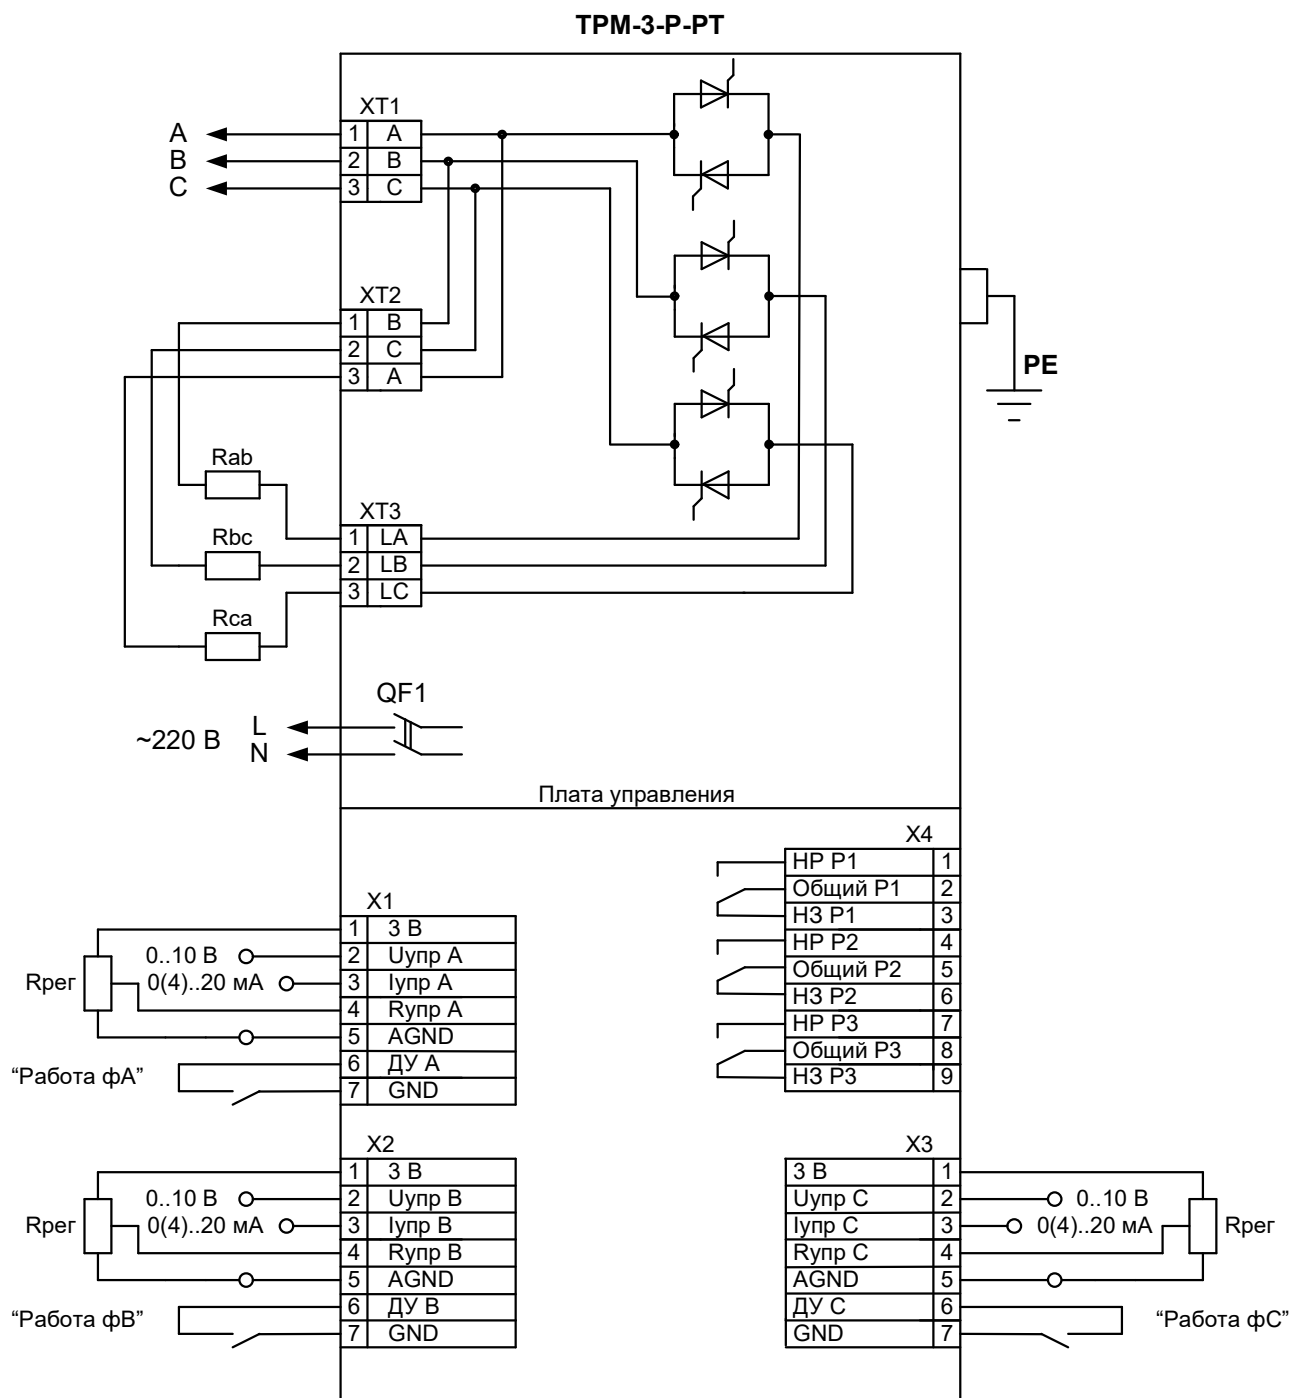 ТРМ-3-Р-РТ
XT1
A 1 A
B 2 B
C 3 C
XT2
1 B
2 C
3 A
PE
Rab
XT3
1 LA
Rbc
2 LB
3 LC
Rca
QF1
~220 В L
N
Плата управления
X4
НР Р1 1
Общий Р1 2
НЗ Р1 3
НР Р2 4
Общий Р2 5
НЗ Р2 6
НР Р3 7
Общий Р3 8
НЗ Р3 9
X1
1 3 В
0..10 В 2 Uупр A
Rрег 0(4)..20 мА 3 Iупр A
4 Rупр A
5 AGND
“Работа фА” 6 ДУ A
7 GND
X2
1 3 В
0..10 В 2 Uупр B
Rрег 0(4)..20 мА 3 Iупр B
4 Rупр B
5 AGND
“Работа фВ” 6 ДУ B
7 GND
X3
3 В 1
Uупр C 2 0..10 В
Iупр C 3 0(4)..20 мА Rрег
Rупр C 4
AGND 5
ДУ C 6 “Работа фС”
GND 7